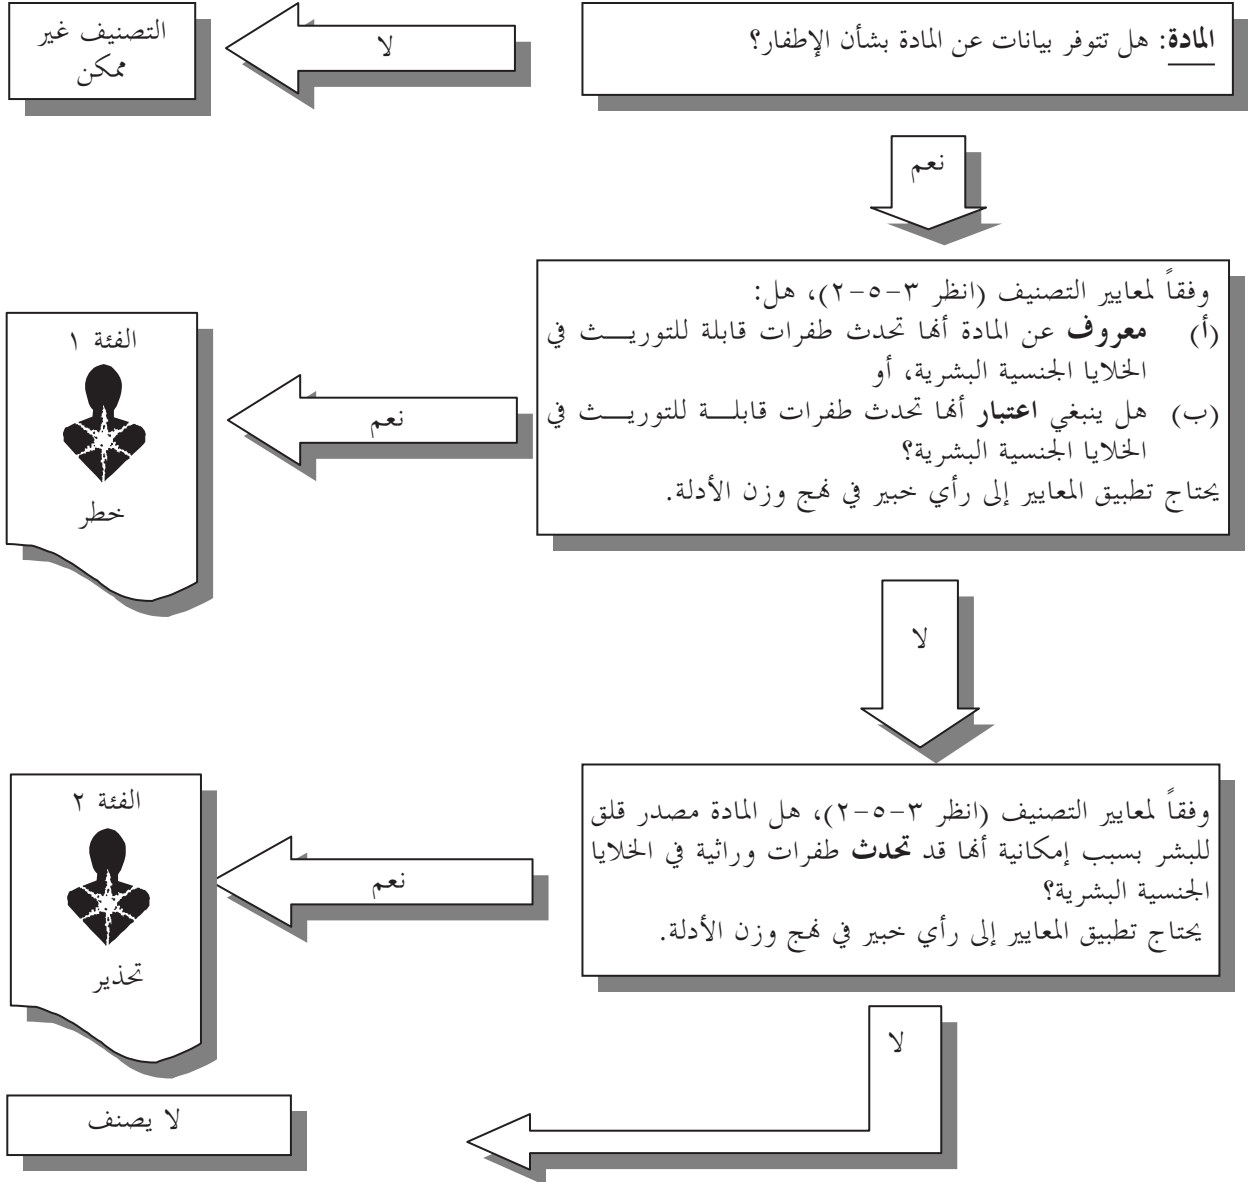 المادة: هل تتوفر بيانات عن المادة بشأن الإطفار؟
لا
التصنيف غير
ممكن
نعم
وفقاً لمعايير التصنيف (انظر ٣-٥-٢)، هل:
(أ) معروف عن المادة أنها تحدث طفرات قابلة للتوريث في
الخلايا الجنسية البشرية، أو
(ب) هل ينبغي اعتبار أنها تحدث طفرات قابلة للتوريث في
الخلايا الجنسية البشرية؟
يحتاج تطبيق المعايير إلى رأي خبير في نهج وزن الأدلة.
نعم
الفئة ١
خطر
لا
وفقاً لمعايير التصنيف (انظر ٣-٥-٢)، هل المادة مصدر قلق
للبشر بسبب إمكانية أنها قد تحدث طفرات وراثية في الخلايا
الجنسية البشرية؟
يحتاج تطبيق المعايير إلى رأي خبير في نهج وزن الأدلة.
نعم
الفئة ٢
تحذير
لا
لا يصنف